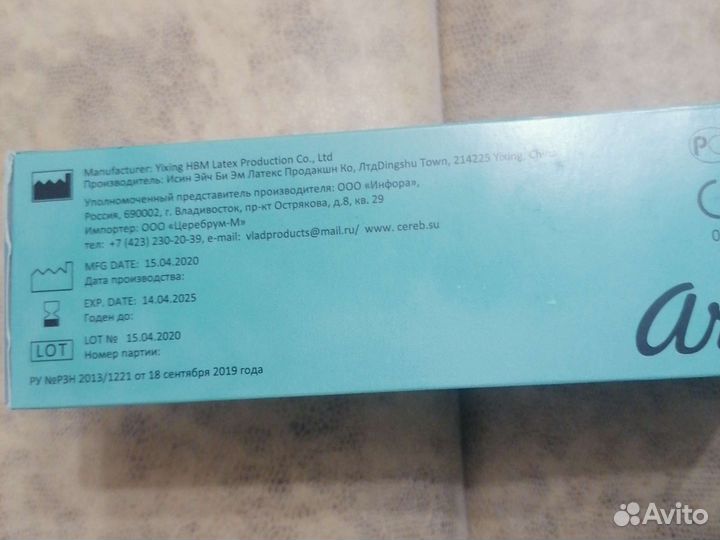 Manufacturer: Yixing HBM Latex Production Co., Ltd
Производитель: Исин Эйч Би Эм Латекс Продакшн Ко, ЛтдDingshu Town, 214225 Yixing, China
Уполномоченный представитель производителя: ООО «Инфора»,
Россия, 690002, г. Владивосток, пр-кт Острякова, д.8, кв. 29
Импортер: ООО «Церебрум-М»
тел: +7 (423) 230-20-39, e-mail: vladproducts@mail.ru/ www. cereb.su
MFG DATE: 15.04.2020
Дата производства:
EXP. DATE: 14.04.2025
Годен до:
LOT
LOT № 15.04.2020
Номер партии:
РУ №РЗН 2013/1221 от 18 сентября 2019 года
ar
Avito